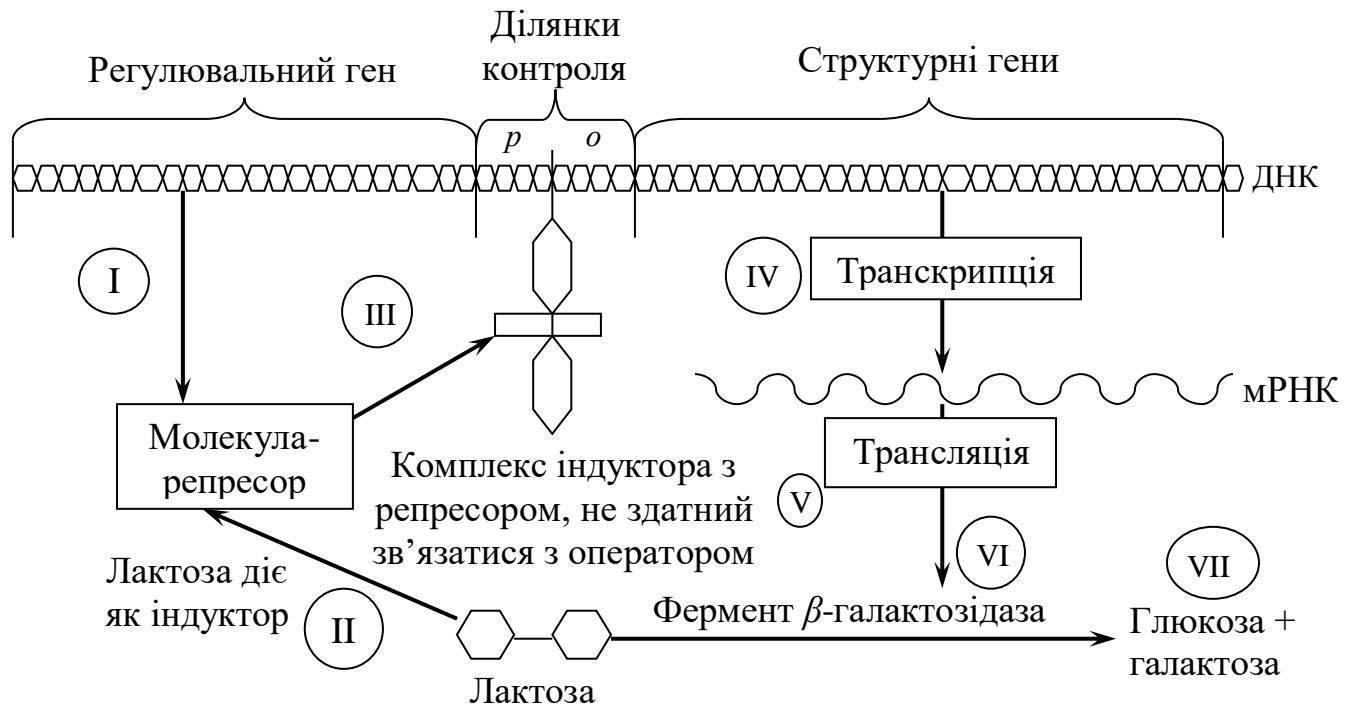 Регулювальний ген
Ділянки
контроля
Структурні гени
p
o
ДНК
I
III
IV
Транскрипція
мРНК
Молекула-
репресор
Комплекс індуктора з
репресором, не здатний
зв’язатися з оператором
Трансляція
V
VI
VII
Лактоза діє
як індуктор
II
Фермент β-галактозідаза
Глюкоза +
галактоза
Лактоза